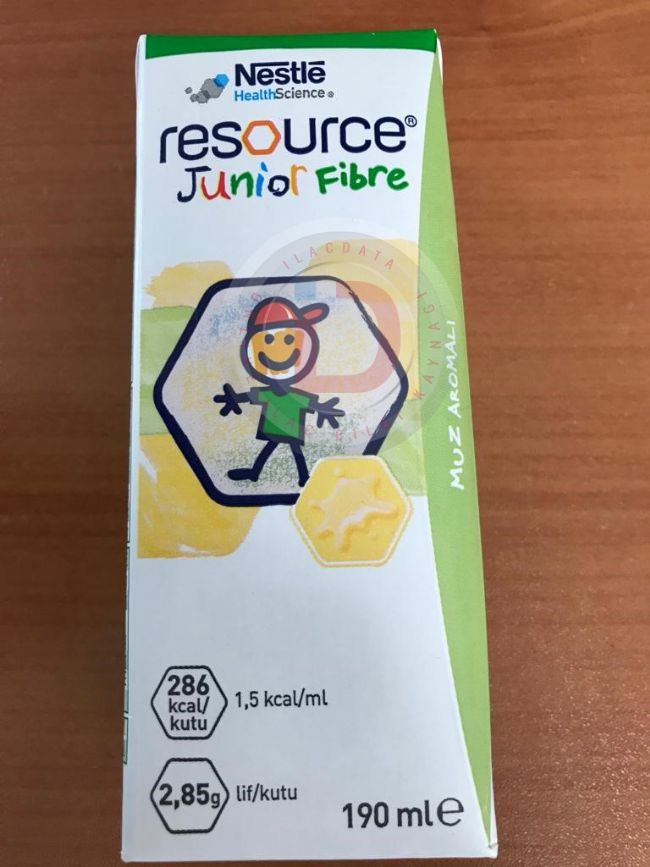 Nestlé
HealthScience®
resource®
Junior Fibre
ILACDATA
MUZ AROMALI
286
kcal/
kutu
1,5 kcal/ml
2,85g
lif/kutu
190 ml e